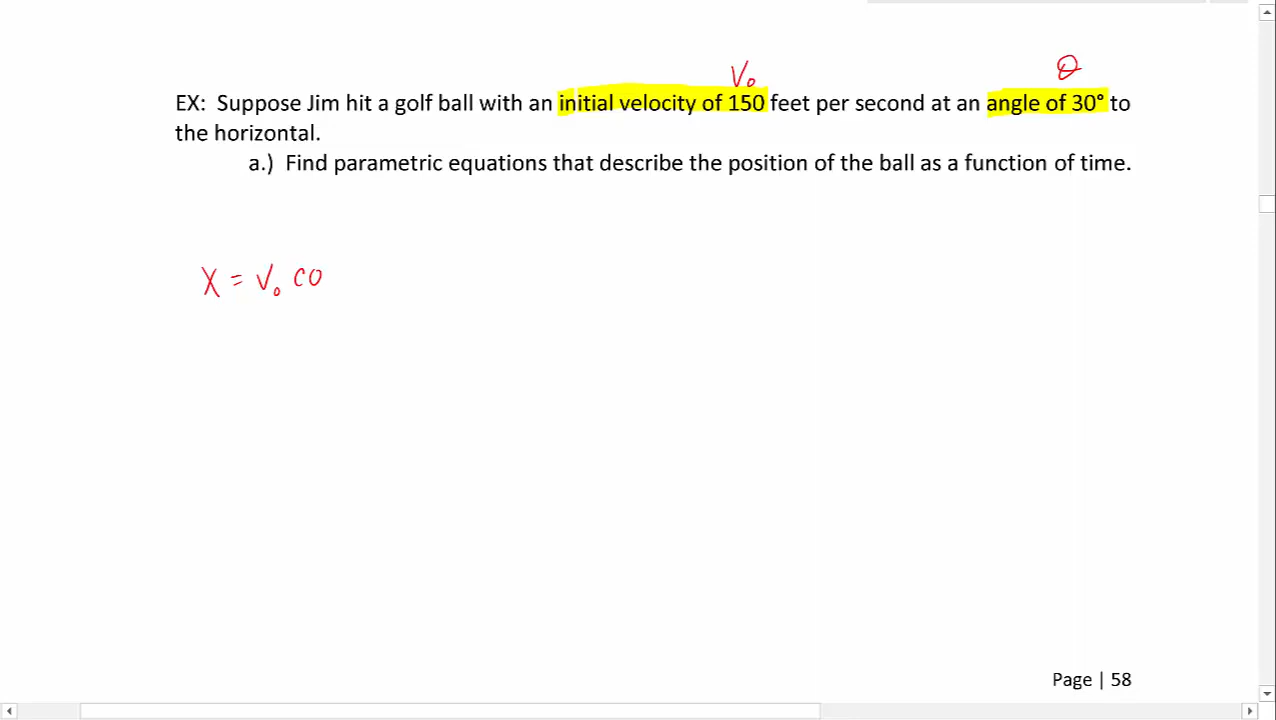 V₀ θ
EX: Suppose Jim hit a golf ball with an initial velocity of 150 feet per second at an angle of 30° to
the horizontal.
a.) Find parametric equations that describe the position of the ball as a function of time.
X = V₀ co
Page | 58